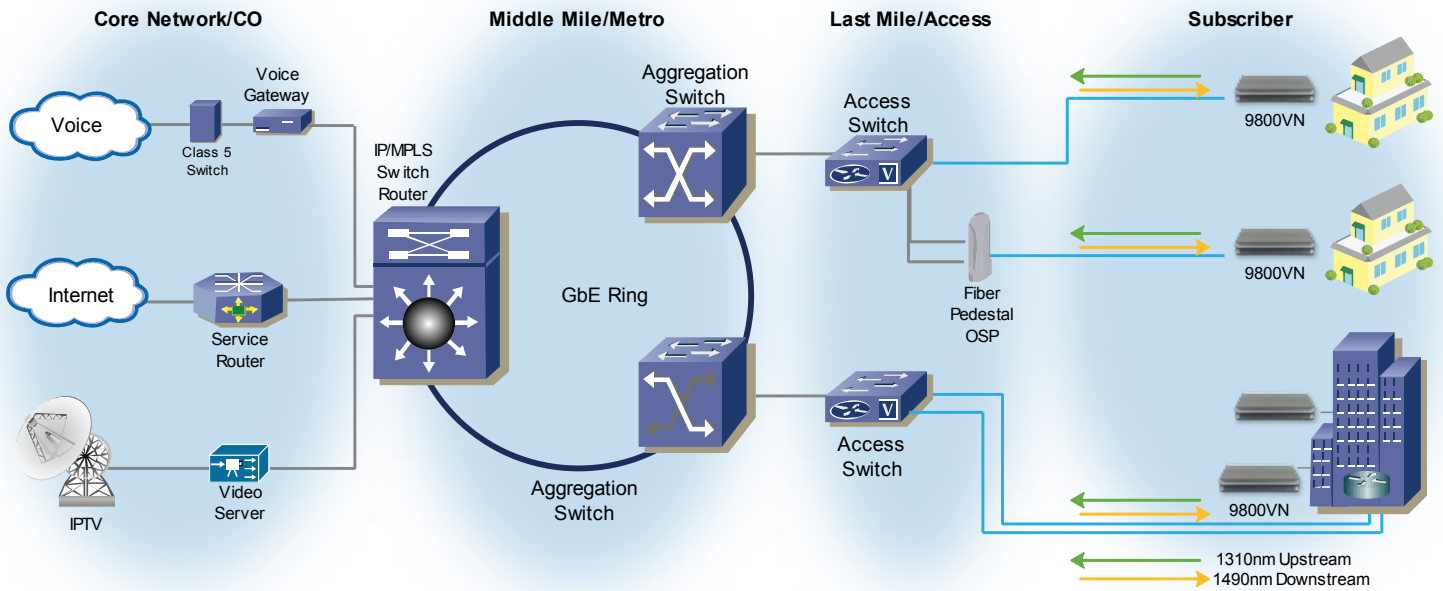 Core Network/CO
Middle Mile/Metro
Last Mile/Access
Subscriber
Voice
Class 5
Switch
Voice
Gateway
IP/MPLS
Switch
Router
Internet
Service
Router
IPTV
Video
Server
Aggregation
Switch
GbE Ring
Aggregation
Switch
Access
Switch
V
Fiber
Pedestal
OSP
V
Access
Switch
9800VN
9800VN
9800VN
1310nm Upstream
1490nm Downstream